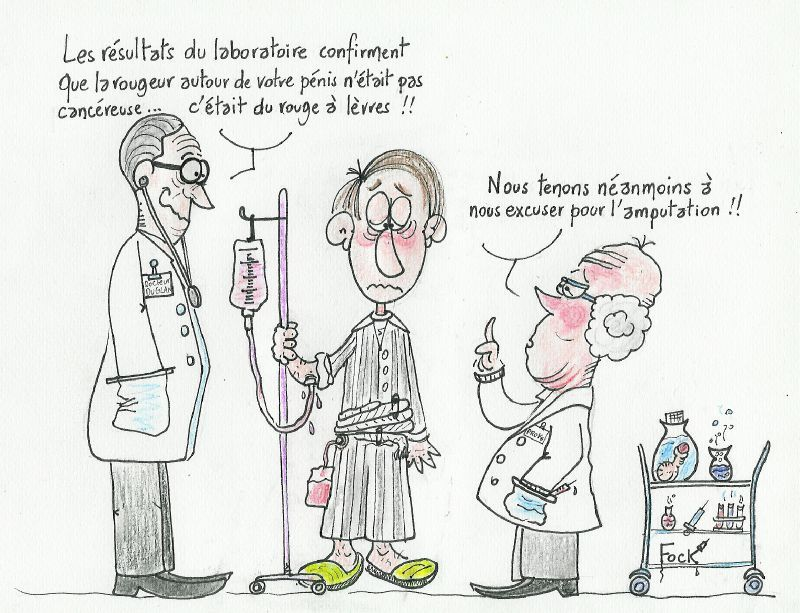 Les résultats du laboratoire confirment
Que la rougeur autour de votre pénis n'était pas
cancéreuse... c'était du rouge à lèvres !!
Nous tenons néanmoins à
nous excuser pour l'amputation !!
Docteur
DUGLAN
PROFS
Fock